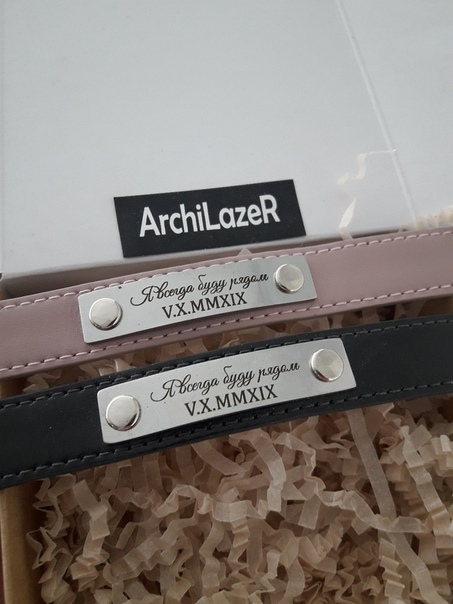 ArchiLazeR
Я всегда буду рядом
V.X.MMXIX
Я всегда буду рядом
V.X.MMXIX